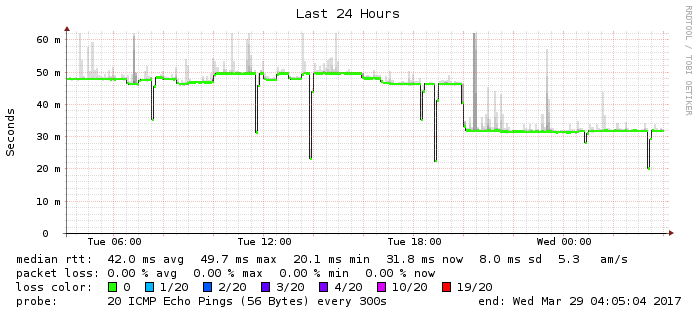 Last 24 Hours
RRDTOOL / TOBI OETIKER
Seconds
60 m
50 m
40 m
30 m
20 m
10 m
0
Tue 06:00 Tue 12:00 Tue 18:00 Wed 00:00
median rtt: 42.0 ms avg 49.7 ms max 20.1 ms min 31.8 ms now 8.0 ms sd 5.3 am/s
packet loss: 0.00 % avg 0.00 % max 0.00 % min 0.00 % now
loss color: 0 1/20 2/20 3/20 4/20 10/20 19/20
probe: 20 ICMP Echo Pings (56 Bytes) every 300s end: Wed Mar 29 04:05:04 2017